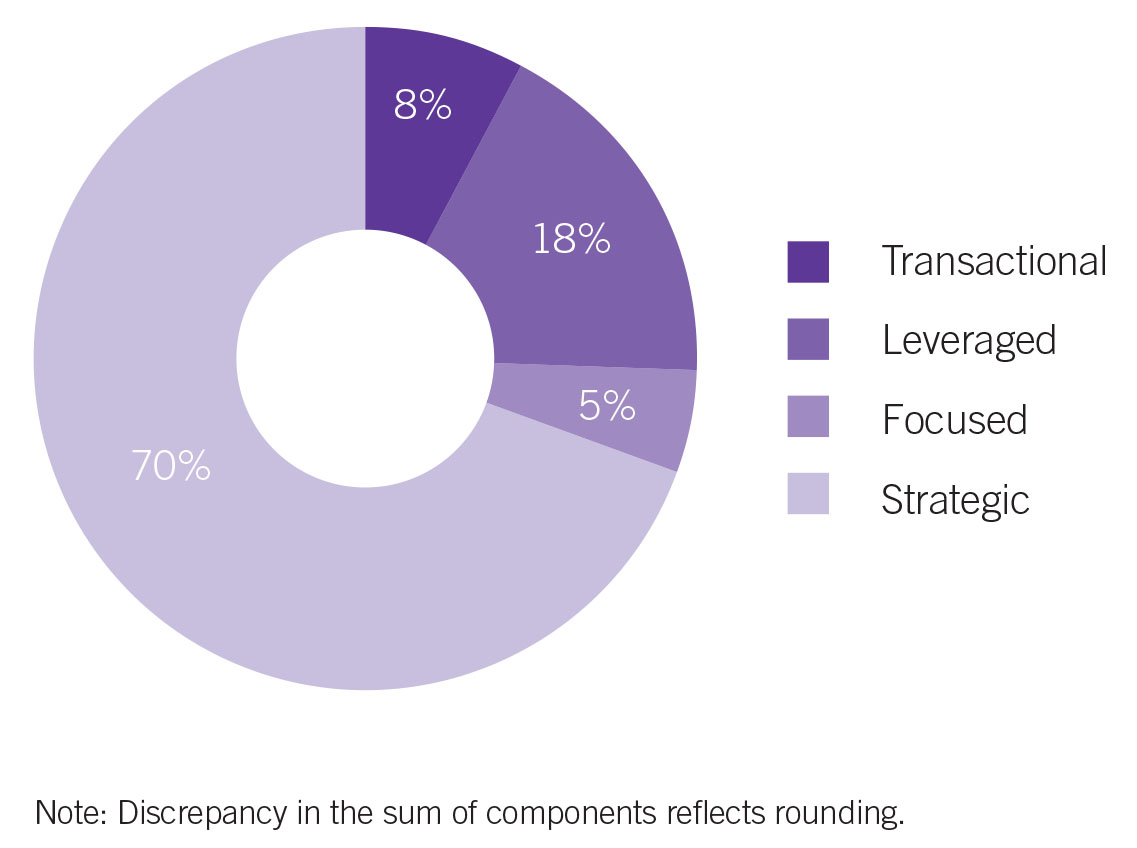 8%
18%
5%
70%
Transactional
Leveraged
Focused
Strategic
Note: Discrepancy in the sum of components reflects rounding.